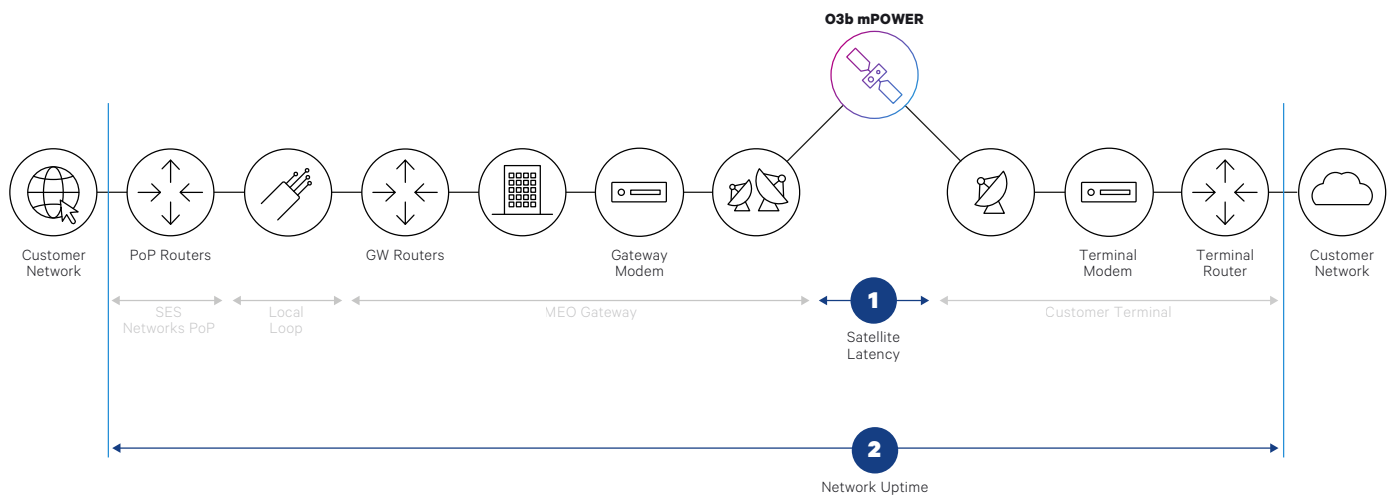 O3b mPOWER
Customer
Network
PoP Routers
GW Routers
Gateway
Modem
Terminal
Modem
Terminal
Router
Customer
Network
SES
Networks PoP
Local
Loop
MEO Gateway
1
Customer Terminal
Satellite
Latency
2
Network Uptime